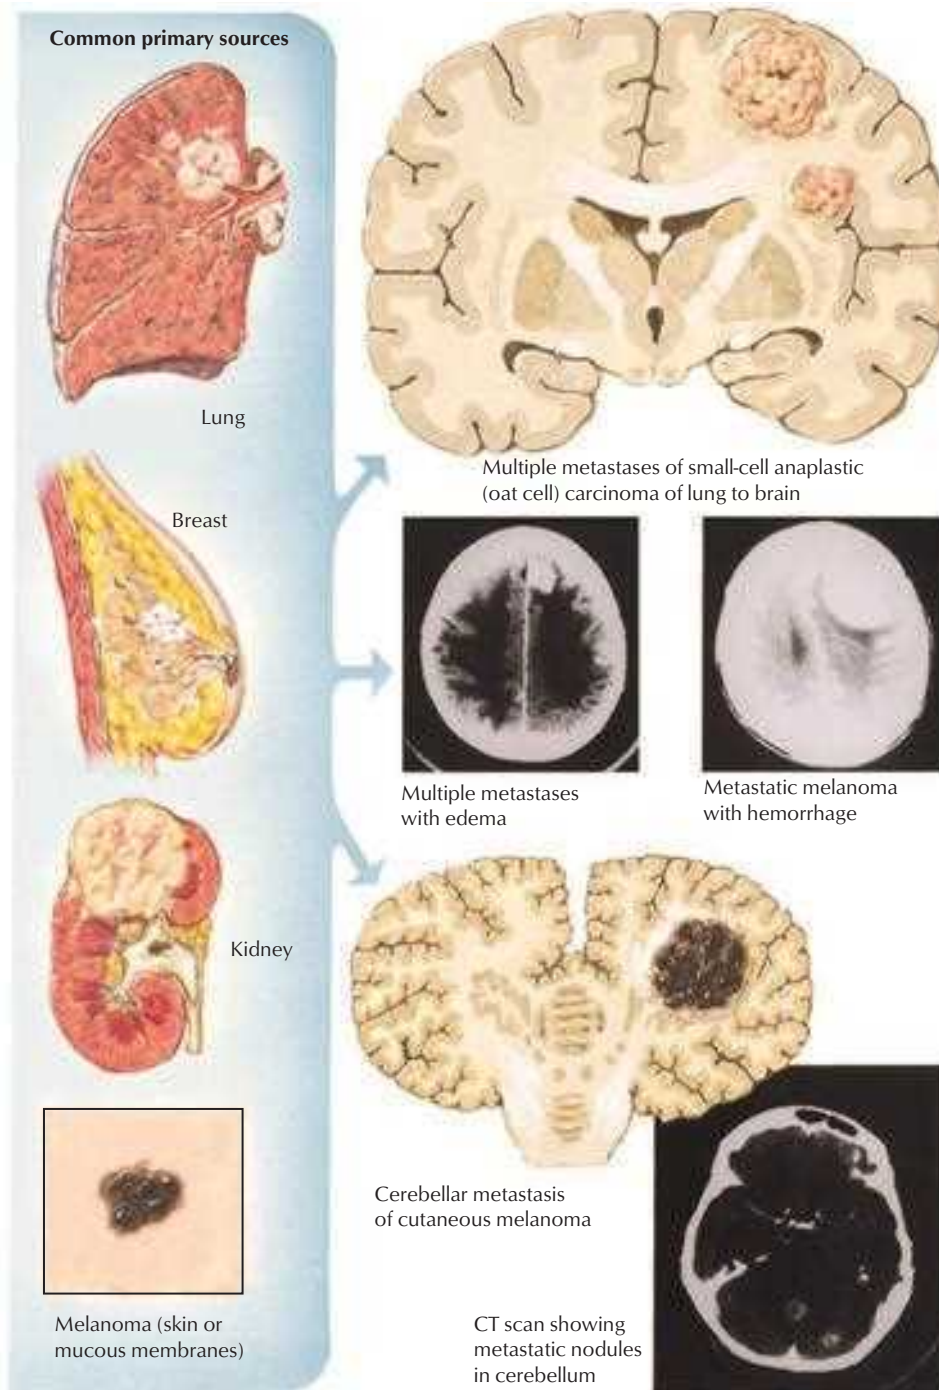 Common primary sources
Lung
Multiple metastases of small-cell anaplastic
(oat cell) carcinoma of lung to brain
Breast
Multiple metastases
with edema
Metastatic melanoma
with hemorrhage
Kidney
Cerebellar metastasis
of cutaneous melanoma
Melanoma (skin or
mucous membranes)
CT scan showing
metastatic nodules
in cerebellum